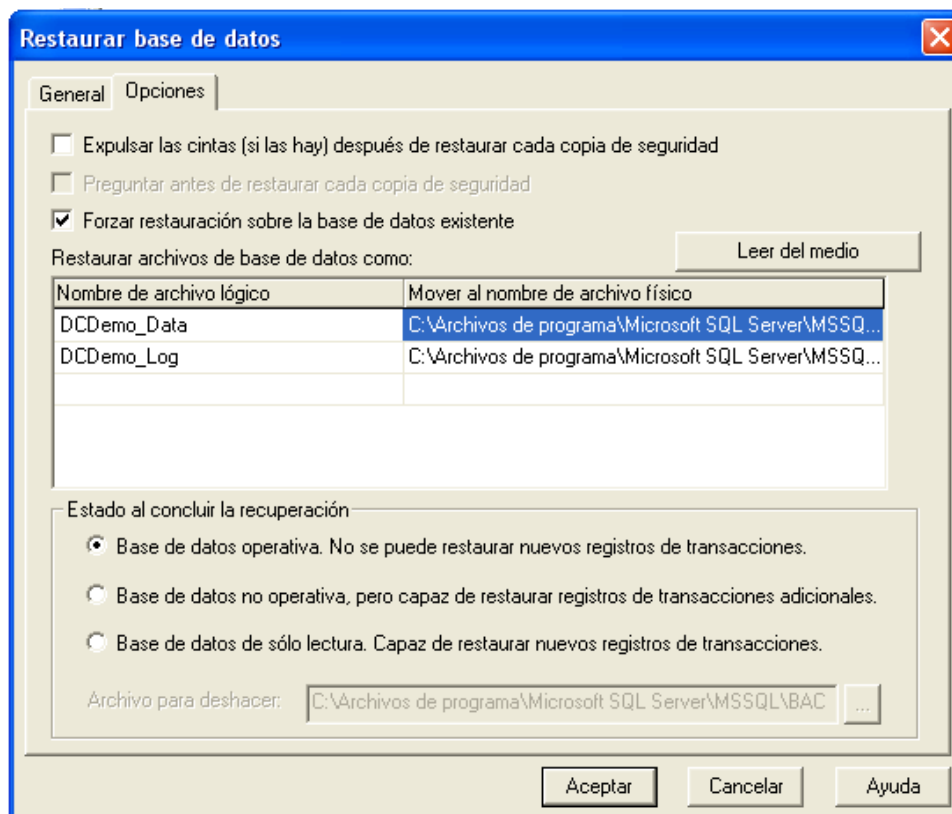 Restaurar base de datos
General Opciones
Expulsar las cintas (si las hay) después de restaurar cada copia de seguridad
Preguntar antes de restaurar cada copia de seguridad
Forzar restauración sobre la base de datos existente
Leer del medio
Restaurar archivos de base de datos como:
Nombre de archivo lógico Mover al nombre de archivo físico
DCDemo_Data C:\Archivos de programa\Microsoft SQL Server\MSSQ...
DCDemo_Log C:\Archivos de programa\Microsoft SQL Server\MSSQ...
Estado al concluir la recuperación
Base de datos operativa. No se puede restaurar nuevos registros de transacciones.
Base de datos no operativa, pero capaz de restaurar registros de transacciones adicionales.
Base de datos de sólo lectura. Capaz de restaurar nuevos registros de transacciones.
Archivo para deshacer: C:\Archivos de programa\Microsoft SQL Server\MSSQL\BAC ...
Aceptar Cancelar Ayuda